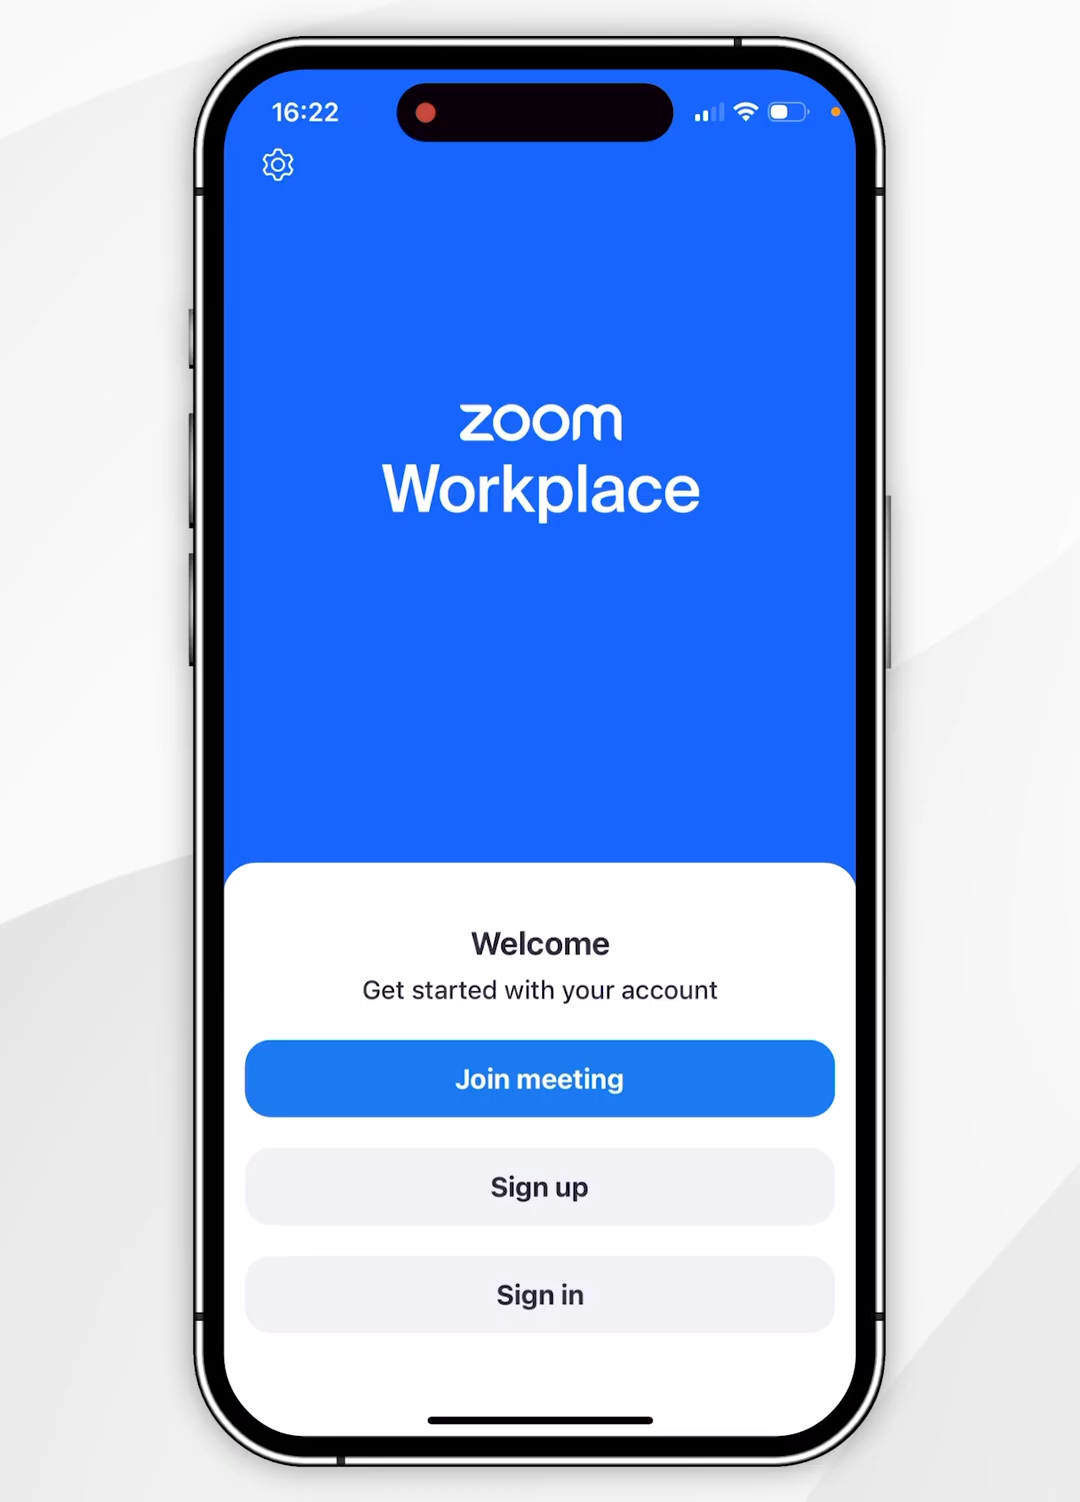 16:22
zoom
Workplace
Welcome
Get started with your account
Join meeting
Sign up
Sign in